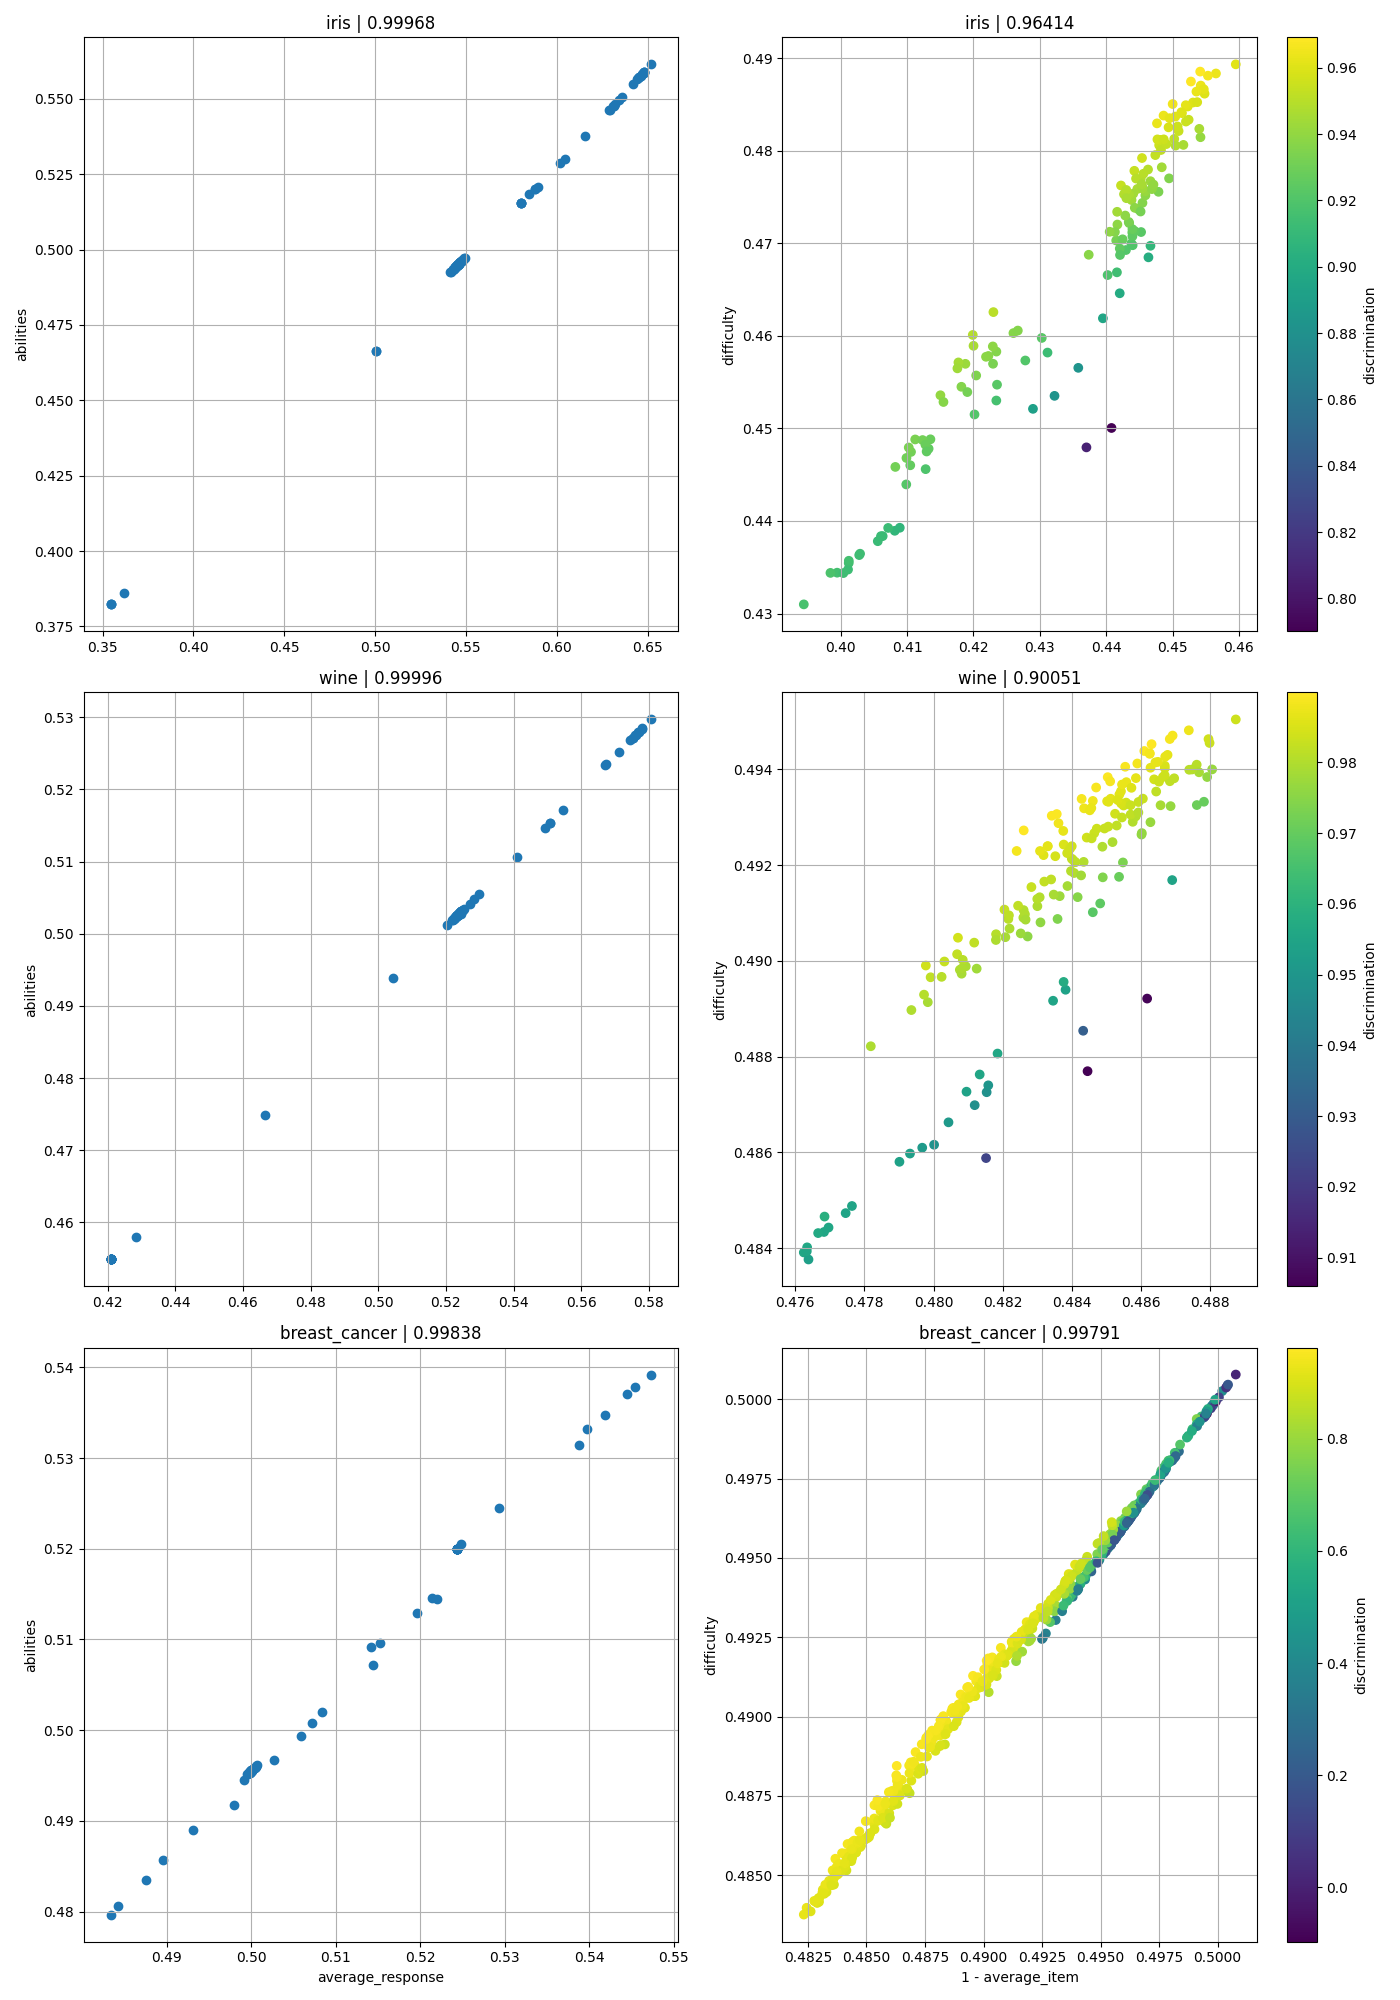 iris | 0.99968
0.550
0.525
0.500
0.475
0.450
0.425
0.400
0.375
abilities
0.35 0.40 0.45 0.50 0.55 0.60 0.65
iris | 0.96414
0.49
0.48
0.47
0.46
0.45
0.44
0.43
difficulty
0.40 0.41 0.42 0.43 0.44 0.45 0.46
0.96
0.94
0.92
0.90
0.88
0.86
0.84
0.82
0.80
discrimination
wine | 0.99996
0.53
0.52
0.51
0.50
0.49
0.48
0.47
0.46
abilities
0.42 0.44 0.46 0.48 0.50 0.52 0.54 0.56 0.58
wine | 0.90051
0.494
0.492
0.490
0.488
0.486
0.484
difficulty
0.476 0.478 0.480 0.482 0.484 0.486 0.488
0.98
0.97
0.96
0.95
0.94
0.93
0.92
0.91
discrimination
breast_cancer | 0.99838
0.54
0.53
0.52
0.51
0.50
0.49
0.48
abilities
0.49 0.50 0.51 0.52 0.53 0.54 0.55
average_response
breast_cancer | 0.99791
0.5000
0.4975
0.4950
0.4925
0.4900
0.4875
0.4850
difficulty
0.4825 0.4850 0.4875 0.4900 0.4925 0.4950 0.4975 0.5000
1 - average_item
0.8
0.6
0.4
0.2
0.0
discrimination